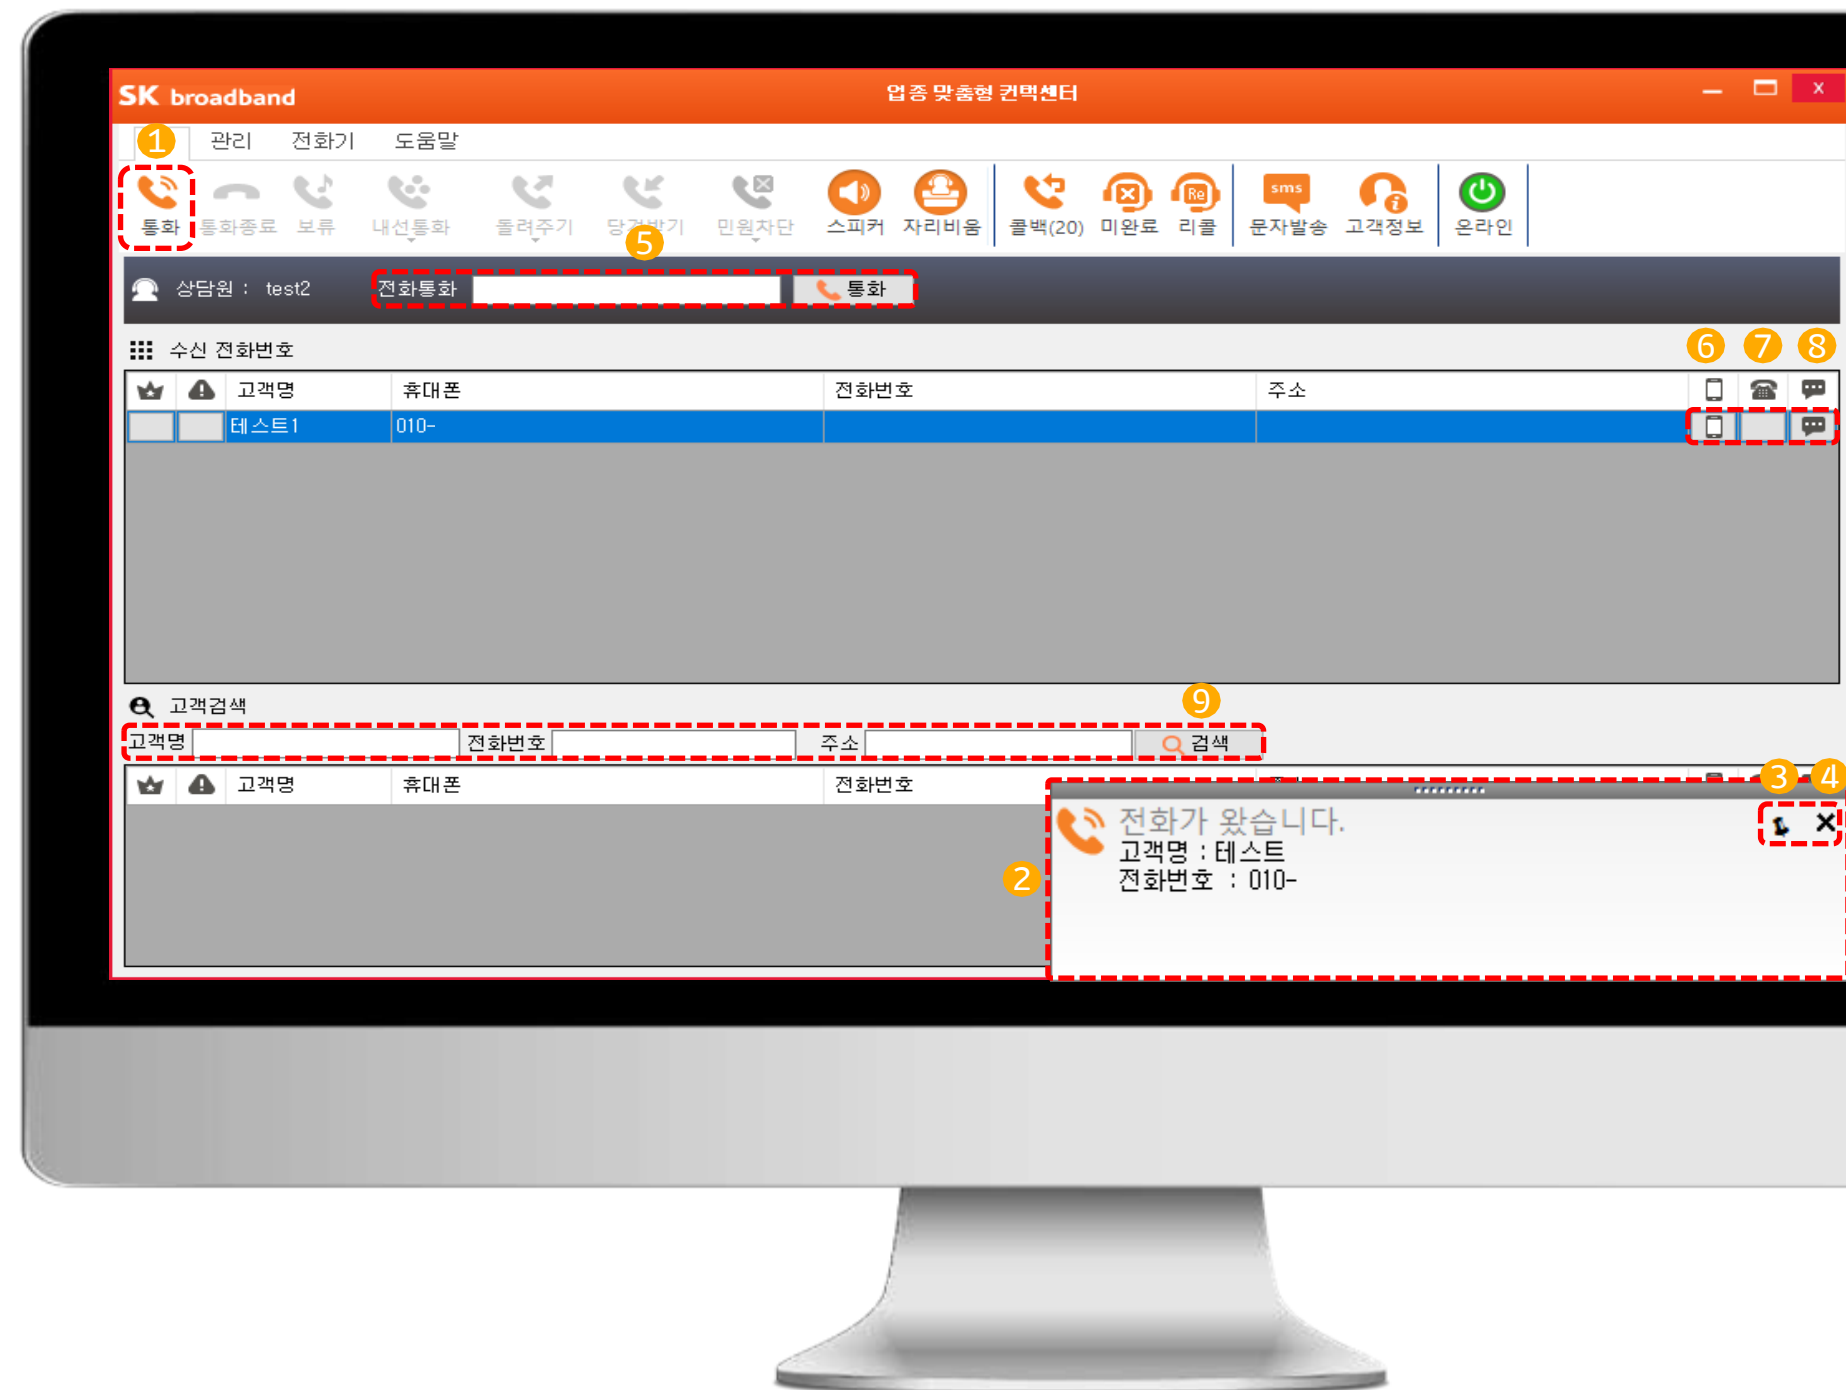 SK broadband
업종 맞춤형 컨택센터
1
관리 전화기 도움말
통화 통화종료 보류 내선통화 돌려주기 당겨받기 민원차단 스피커 자리비움 콜백(20) 미완료 리콜 문자발송 고객정보 온라인
Re
sms
5
상담원 : test2 전화통화 통화
수신 전화번호
6 7 8
고객명 휴대폰 전화번호 주소
테스트1 010-
고객검색
9
고객명 전화번호 주소 검색
고객명 휴대폰 전화번호
3 4
전화가 왔습니다.
고객명 : 테스트
2
전화번호 : 010-